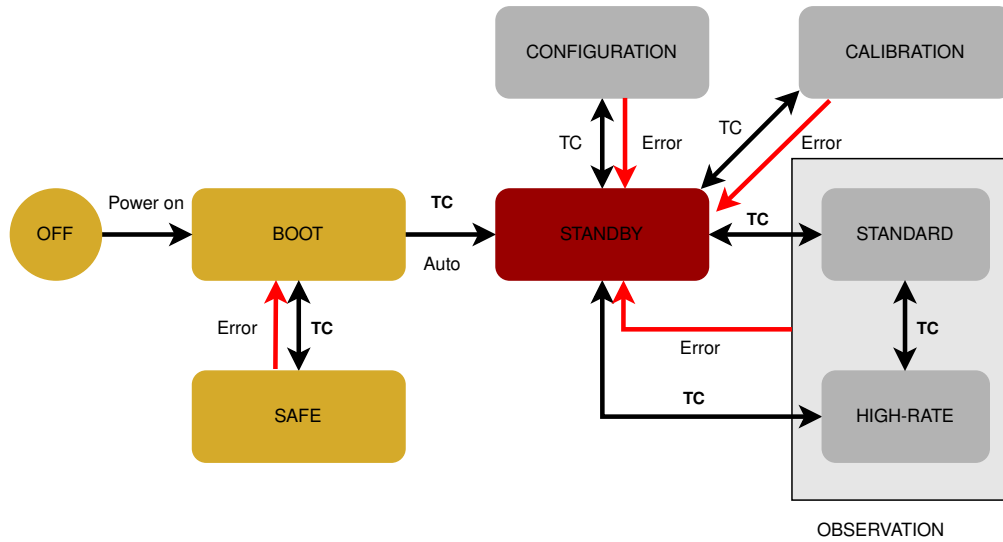 CONFIGURATION
CALIBRATION
TC
Error
TC
Error
OFF
Power on
BOOT
TC
Auto
STANDBY
TC
STANDARD
Error
TC
Error
TC
SAFE
TC
HIGH-RATE
OBSERVATION